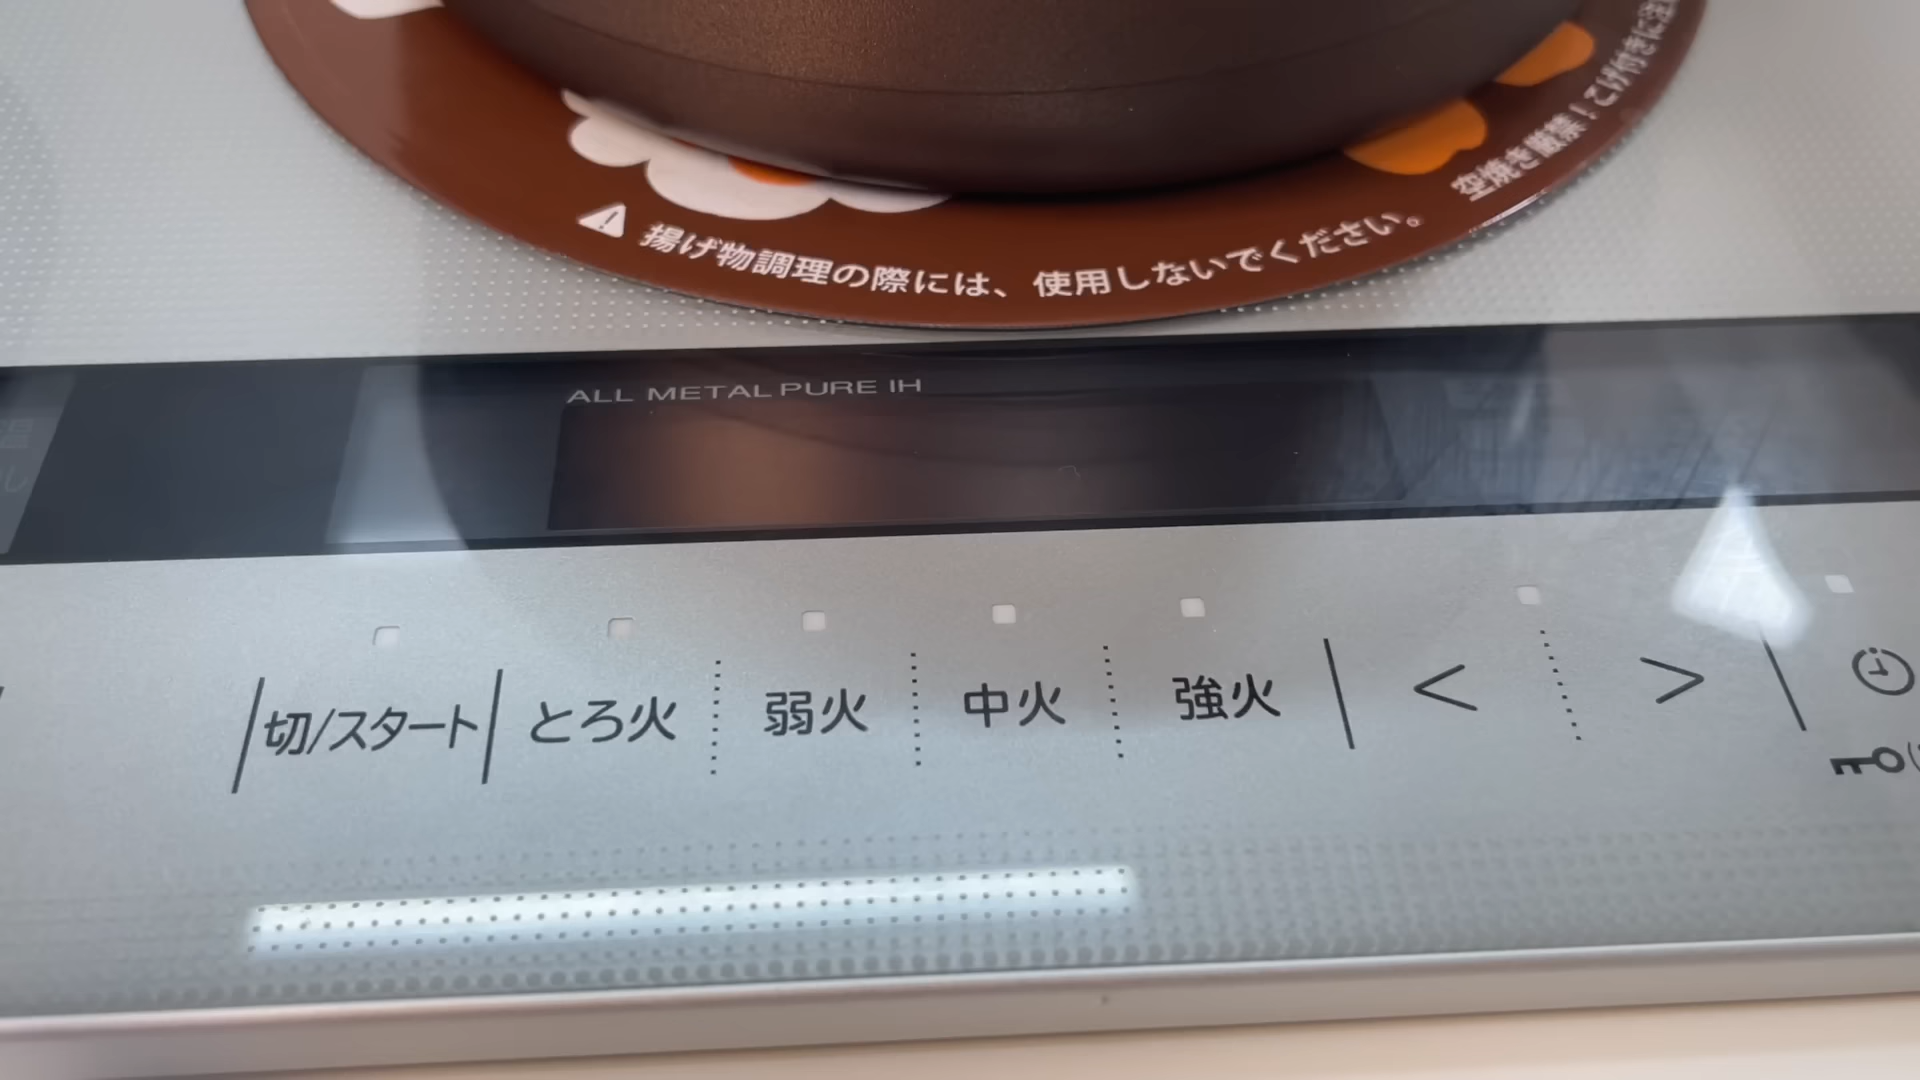 ⚠ 揚げ物調理の際には、使用しないでください。
空焼き厳禁！こげ付きに注
ALL METAL PURE IH
切/スタート とろ火 弱火 中火 強火 < >